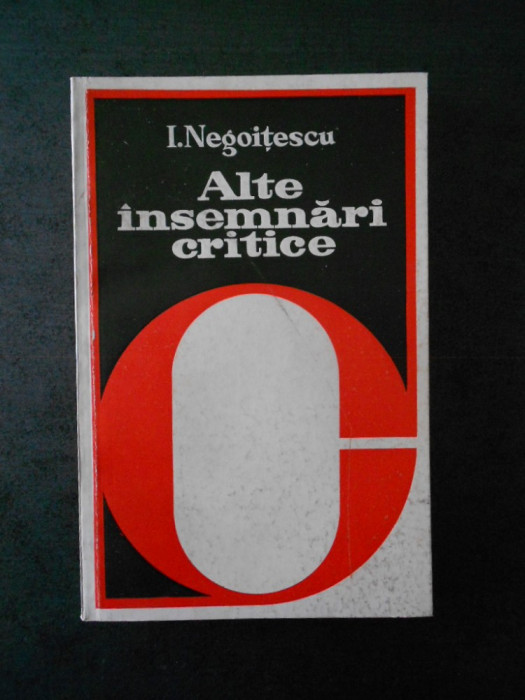 I.Negoițescu
Alte
însemnări
critice